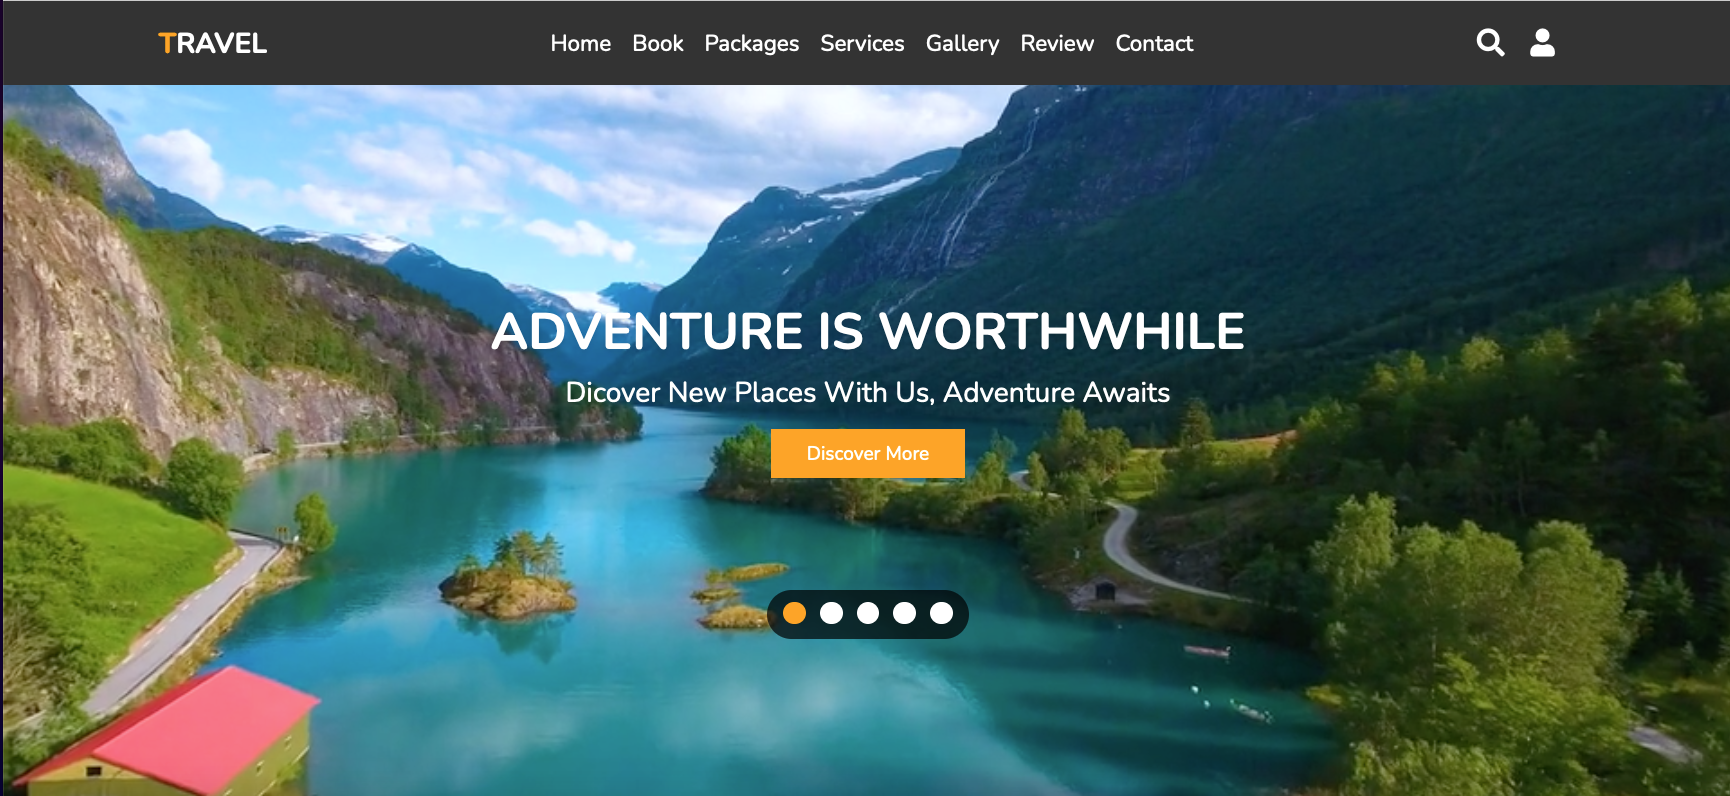 TRAVEL
Home Book Packages Services Gallery Review Contact
ADVENTURE IS WORTHWHILE
Dicover New Places With Us, Adventure Awaits
Discover More